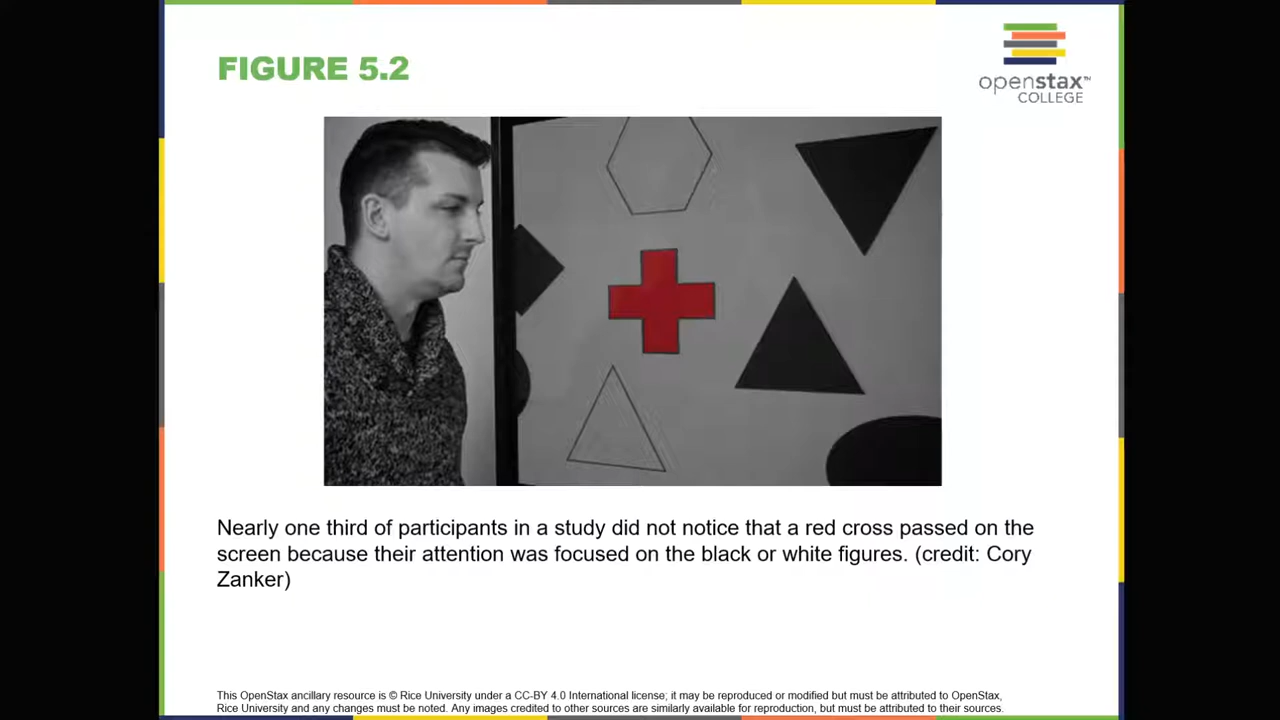 FIGURE 5.2
openstax™
COLLEGE
Nearly one third of participants in a study did not notice that a red cross passed on the
screen because their attention was focused on the black or white figures. (credit: Cory
Zanker)
This OpenStax ancillary resource is © Rice University under a CC-BY 4.0 International license; it may be reproduced or modified but must be attributed to OpenStax,
Rice University and any changes must be noted. Any images credited to other sources are similarly available for reproduction, but must be attributed to their sources.